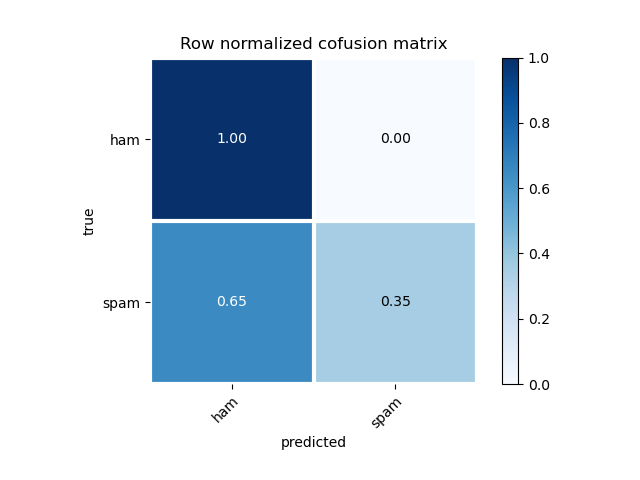 Row normalized cofusion matrix
1.0
ham
1.00
0.00
0.8
true
0.6
spam
0.65
0.35
0.4
0.2
0.0
ham
spam
predicted